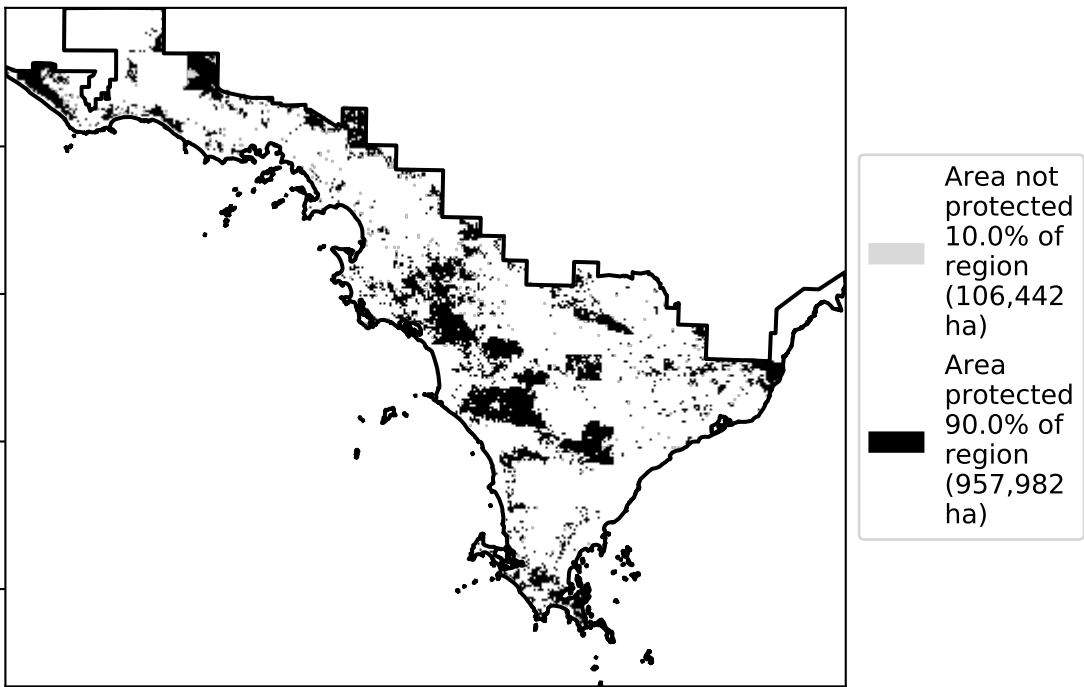 Area not
protected
10.0% of
region
(106,442
ha)
Area
protected
90.0% of
region
(957,982
ha)